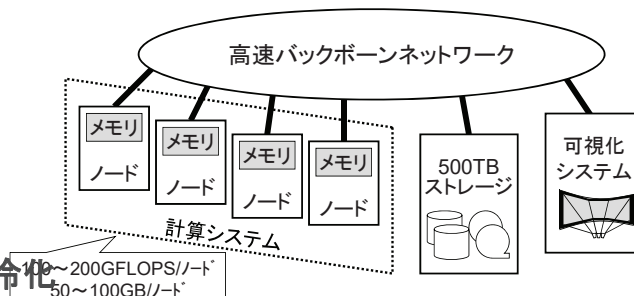 高速バックボーンネットワーク
メモリ
ノード
メモリ
ノード
メモリ
ノード
メモリ
ノード
計算システム
500TB
ストレージ
可視化
システム
冷化
100～200GFLOPS/ノード
50～100GB/ノード